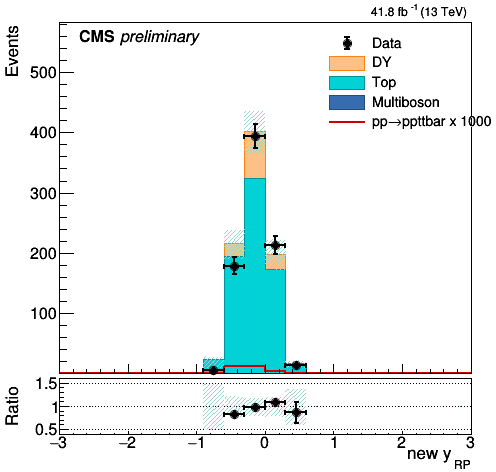 41.8 fb⁻¹ (13 TeV)
CMS preliminary
Events
Data
DY
Top
Multiboson
pp→ppttbar x 1000
500
400
300
200
100
Ratio
1.5
1
0.5
−3 −2 −1 0 1 2 3
new y_RP